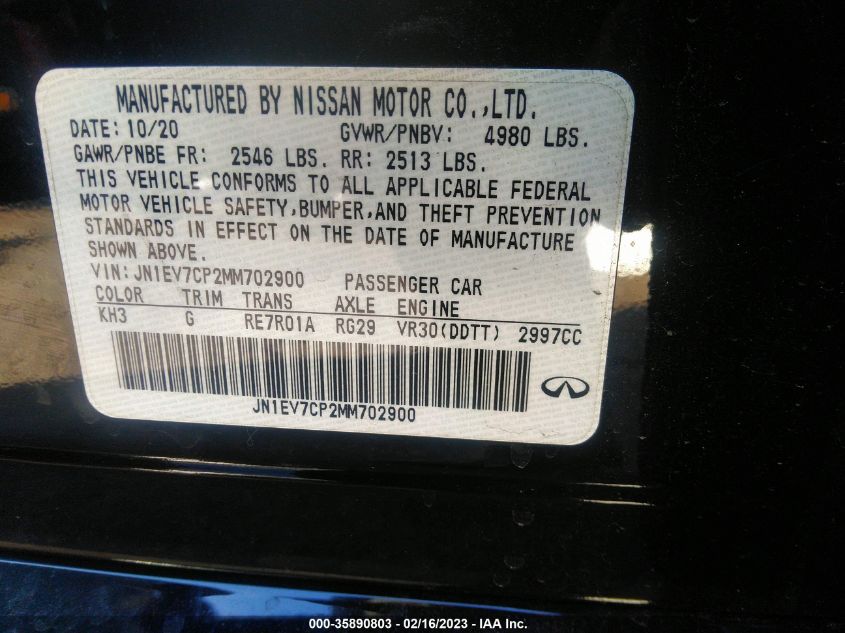 MANUFACTURED BY NISSAN MOTOR CO.,LTD.
DATE: 10/20 GVWR/PNBV: 4980 LBS.
GAWR/PNBE FR: 2546 LBS. RR: 2513 LBS.
THIS VEHICLE CONFORMS TO ALL APPLICABLE FEDERAL
MOTOR VEHICLE SAFETY,BUMPER,AND THEFT PREVENTION
STANDARDS IN EFFECT ON THE DATE OF MANUFACTURE
SHOWN ABOVE.
VIN:JN1EV7CP2MM702900 PASSENGER CAR
COLOR TRIM TRANS AXLE ENGINE
KH3 G RE7R01A RG29 VR30(DDTT) 2997CC
JN1EV7CP2MM702900
000-35890803 - 02/16/2023 - IAA Inc.